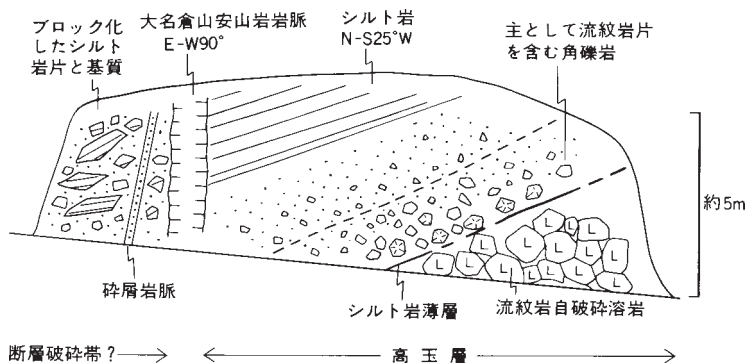 ブロック化
したシルト
岩片と基質
大名倉山安山岩岩脈
E-W90°
シルト岩
N-S25°W
主として流紋岩片
を含む角礫岩
約5m
砕屑岩脈
シルト岩薄層
流紋岩自破砕溶岩
L L L L L L L L L L L L L L L
断層破砕帯?
高玉層